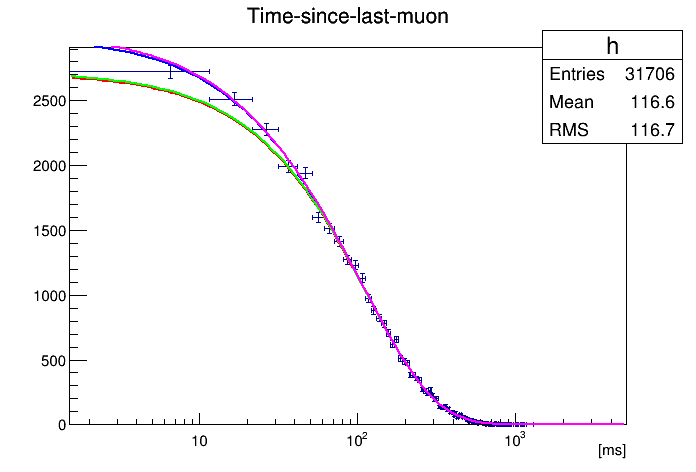 Time-since-last-muon
h
Entries 31706
Mean 116.6
RMS 116.7
2500
2000
1500
1000
500
0
10
10²
10³
[ms]